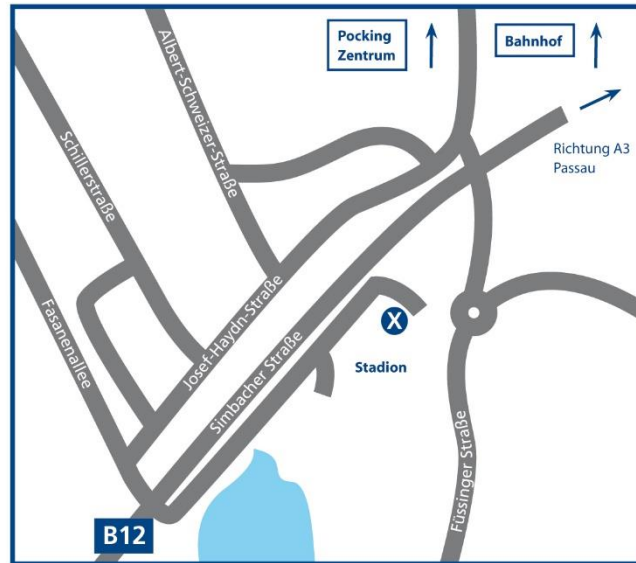 Pocking
Zentrum
Bahnhof
Richtung A3
Passau
Albert-Schweizer-Straße
Schillerstraße
Fasanenallee
Josef-Haydn-Straße
Simbacher Straße
X
Stadion
Füssinger Straße
B12